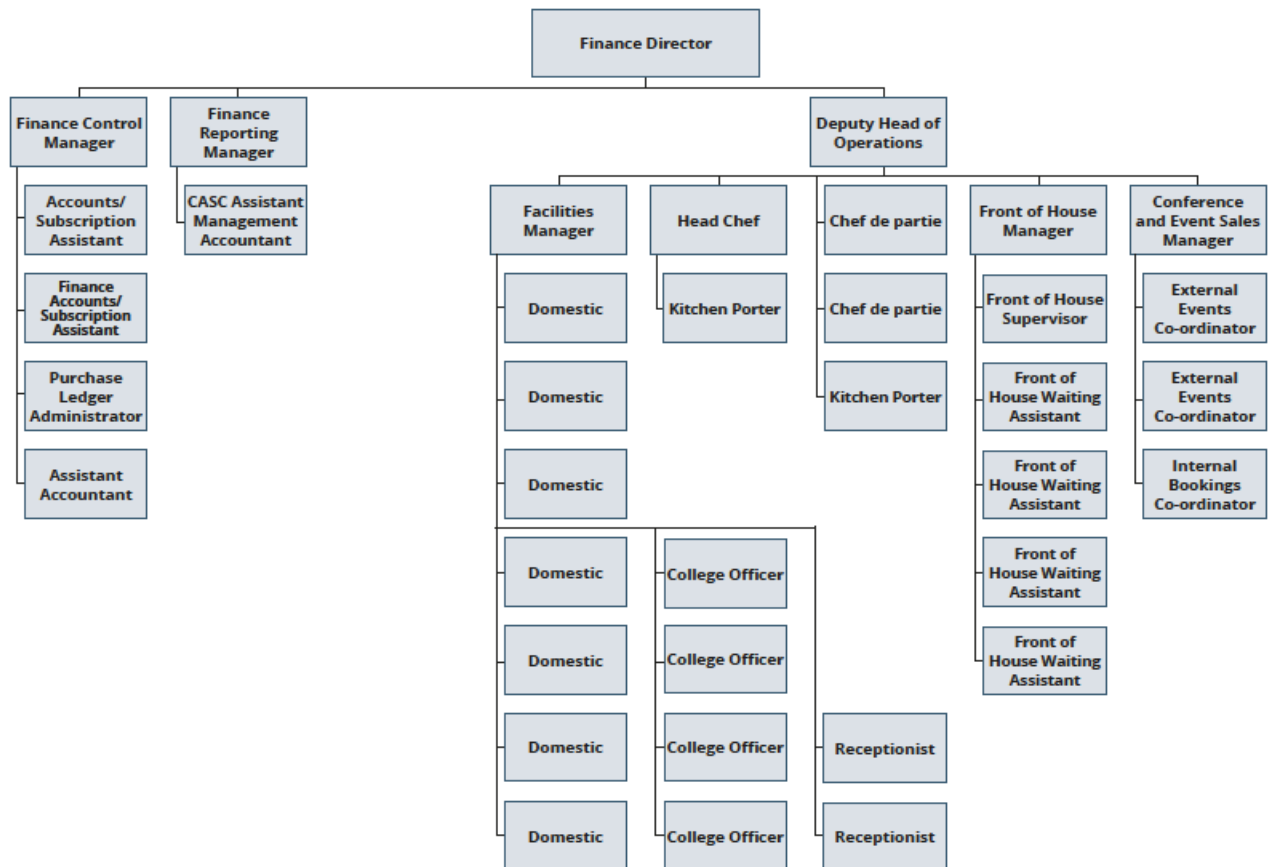 Finance Director
Finance Control
Manager
Finance
Reporting
Manager
Deputy Head of
Operations
Accounts/
Subscription
Assistant
Finance
Accounts/
Subscription
Assistant
Purchase
Ledger
Administrator
Assistant
Accountant
CASC Assistant
Management
Accountant
Facilities
Manager
Domestic
Domestic
Domestic
Domestic
Domestic
Domestic
Domestic
College Officer
College Officer
College Officer
College Officer
Receptionist
Receptionist
Head Chef
Kitchen Porter
Chef de partie
Chef de partie
Kitchen Porter
Front of House
Manager
Front of House
Supervisor
Front of
House Waiting
Assistant
Front of
House Waiting
Assistant
Front of
House Waiting
Assistant
Front of
House Waiting
Assistant
Conference
and Event Sales
Manager
External
Events
Co-ordinator
External
Events
Co-ordinator
Internal
Bookings
Co-ordinator